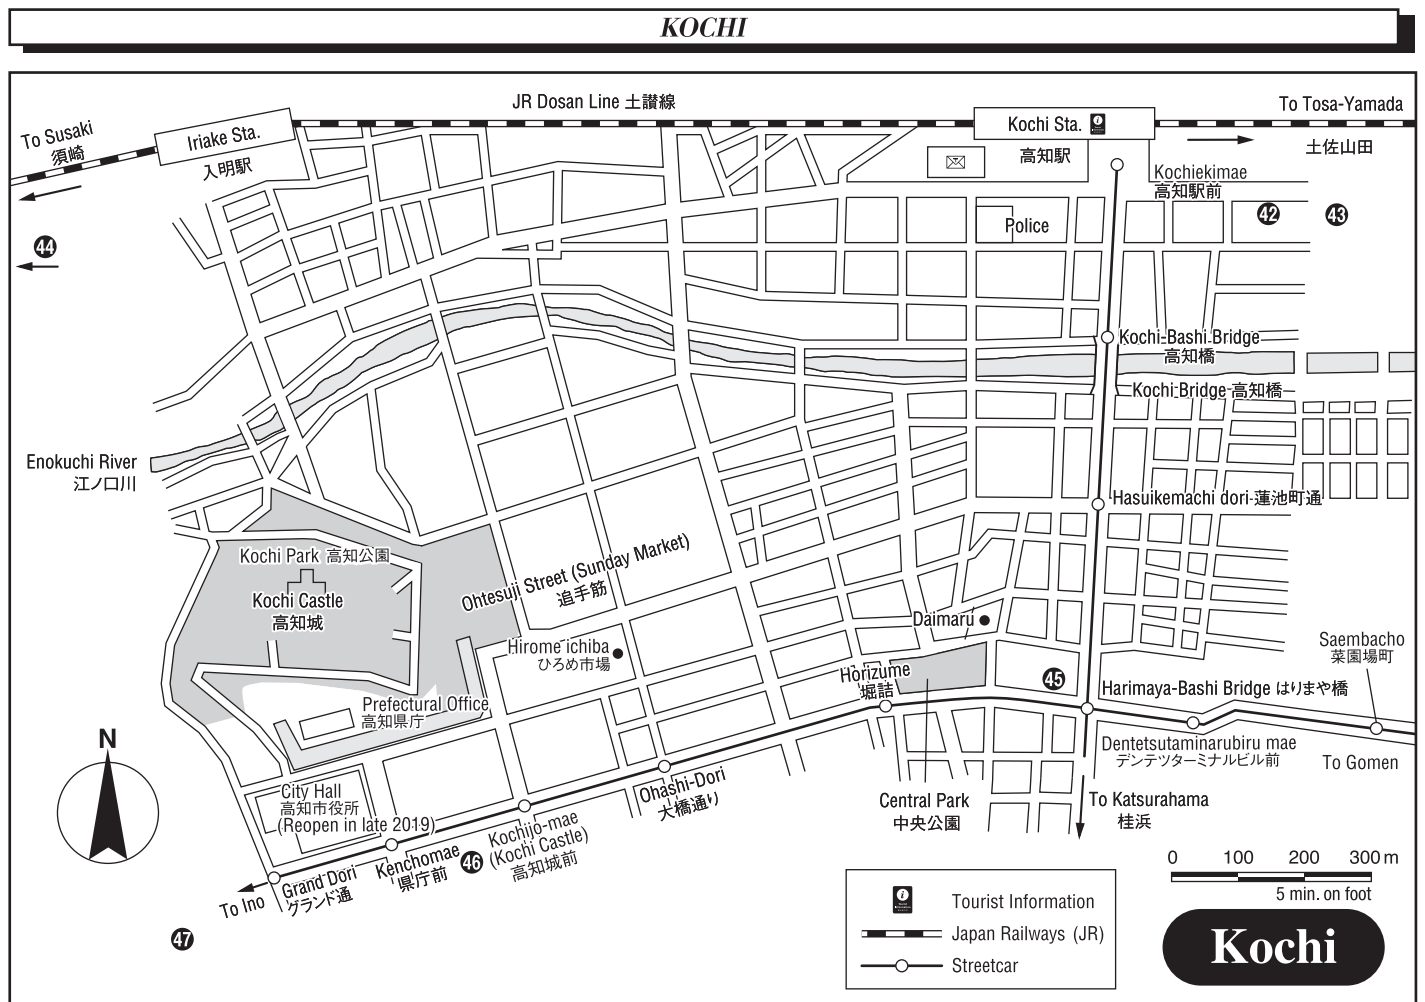 KOCHI
JR Dosan Line 土讃線
To Tosa-Yamada
土佐山田
To Susaki
須崎
Iriake Sta.
入明駅
Kochi Sta.
高知駅
Kochiekimae
高知駅前
42
43
44
Police
Kochi-Bashi Bridge
高知橋
Kochi Bridge 高知橋
Enokuchi River
江ノ口川
Hasuikemachi dori 蓮池町通
Kochi Park 高知公園
Kochi Castle
高知城
Ohtesuji Street (Sunday Market)
追手筋
Daimaru
Hirome ichiba
ひろめ市場
Saembacho
菜園場町
Horizume
堀詰
45
Harimaya-Bashi Bridge はりまや橋
Prefectural Office
高知県庁
Dentetsutaminarubiru mae
デンテツターミナルビル前
To Gomen
N
City Hall
高知市役所
(Reopen in late 2019)
Ohashi-Dori
大橋通り
Central Park
中央公園
To Katsurahama
桂浜
Kochijo-mae
(Kochi Castle)
高知城前
46
Kenchomae
県庁前
Grand Dori
グランド通
To Ino
47
0 100 200 300 m
5 min. on foot
Tourist Information
Japan Railways (JR)
Streetcar
Kochi